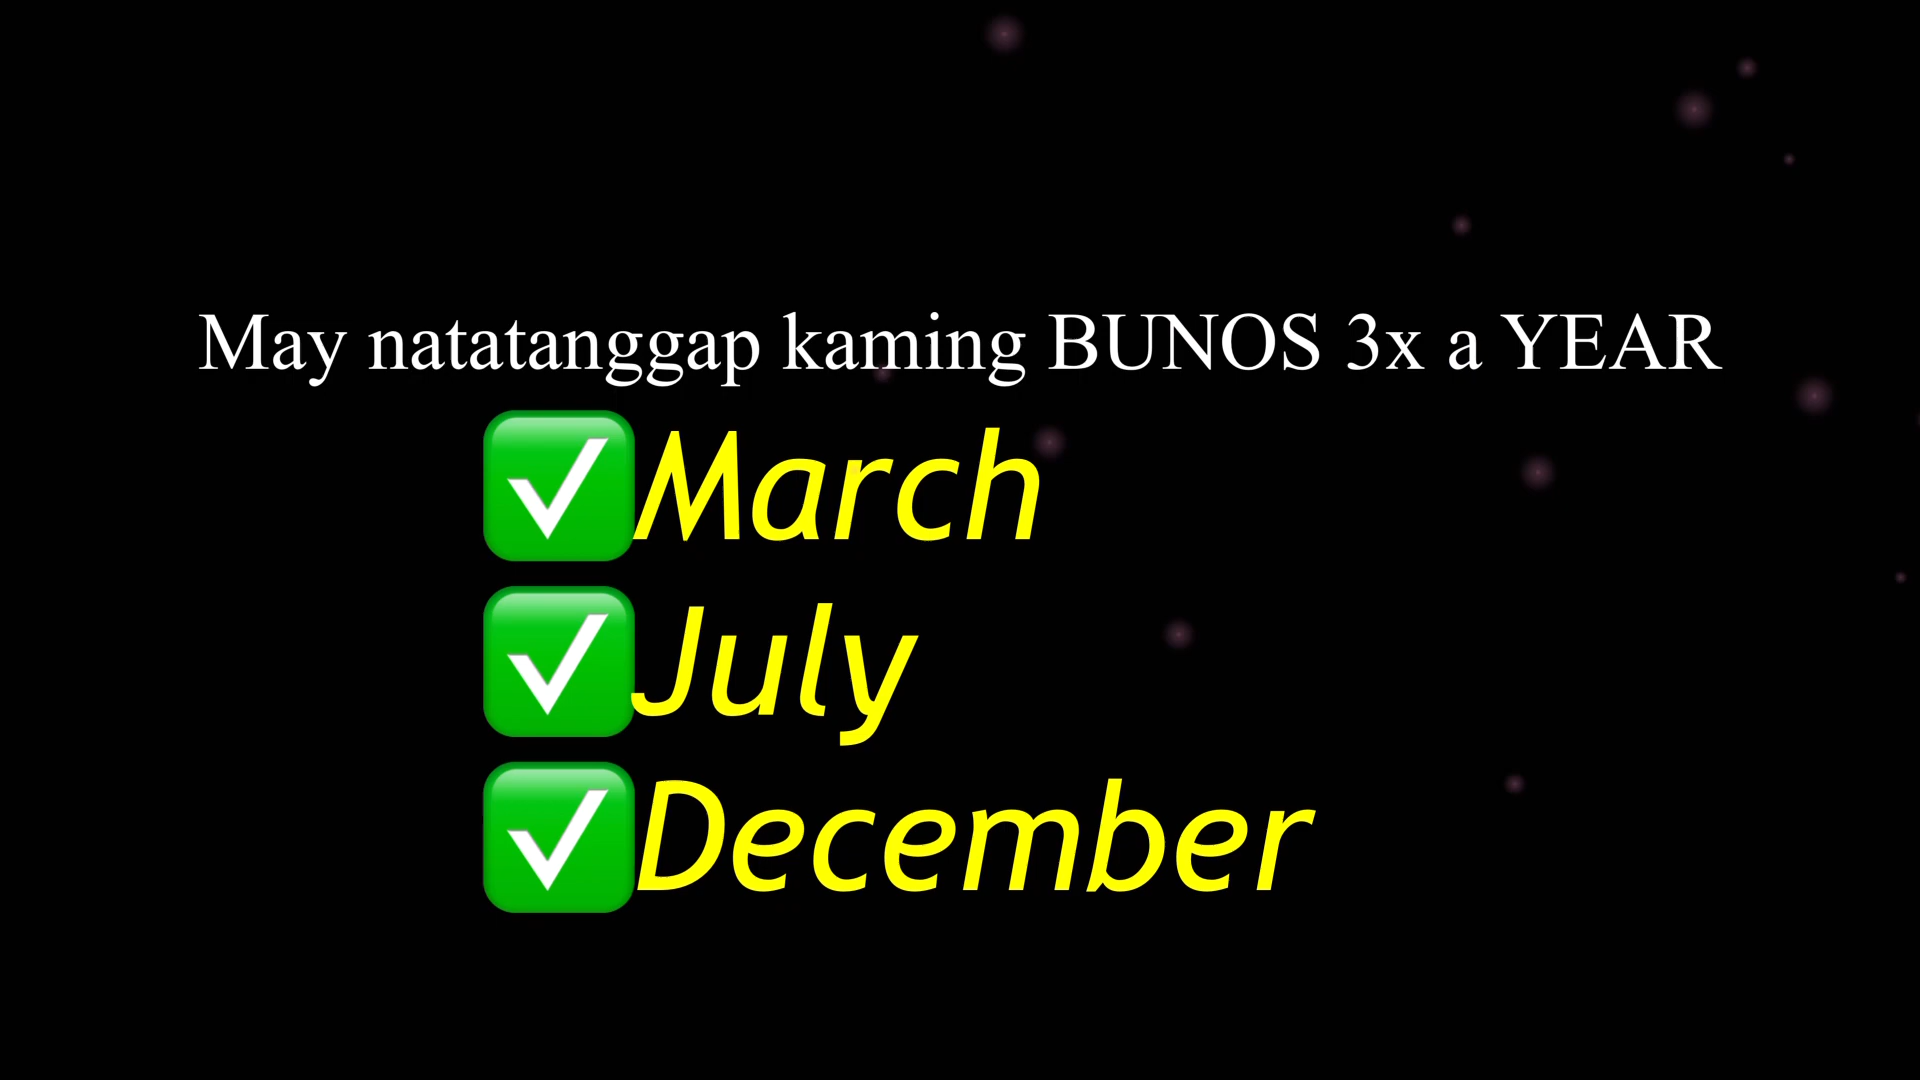 May natatanggap kaming BUNOS 3x a YEAR
✅March
✅July
✅December